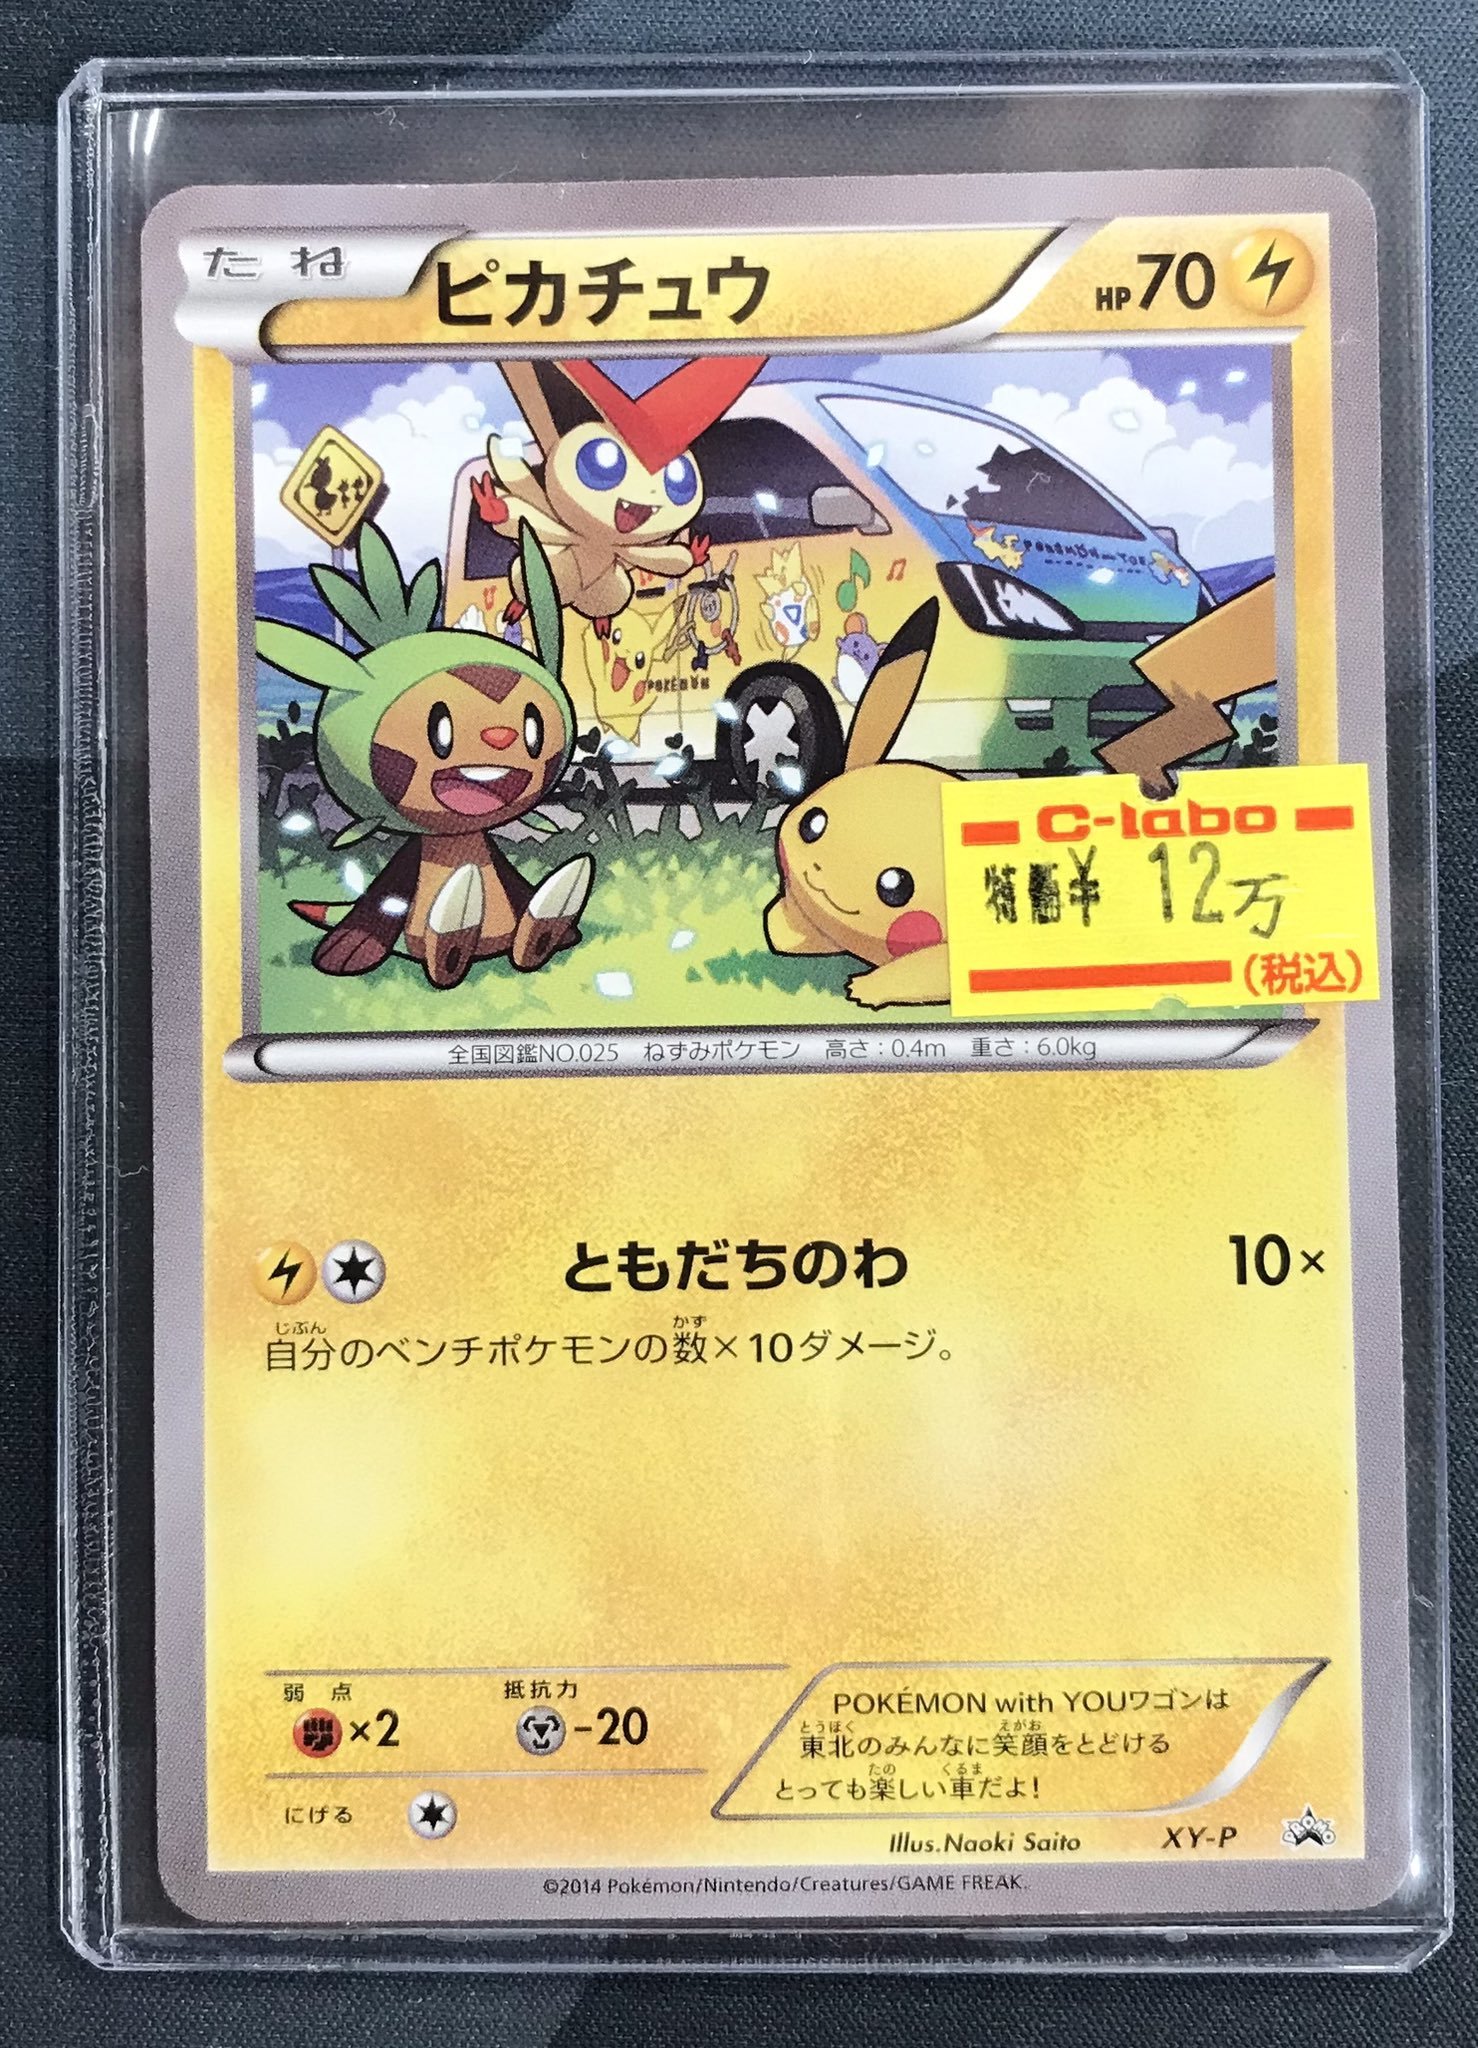 たね
ピカチュウ
HP70
POKÉMON
C-labo
特価¥ 12万
(税込)
全国図鑑NO.025 ねずみポケモン 高さ:0.4m 重さ:6.0kg
ともだちのわ 10×
じぶん かず
自分のベンチポケモンの数×10ダメージ。
弱点 抵抗力
×2 -20
にげる
POKÉMON with YOUワゴンは
とうほく えがお
東北のみんなに笑顔をとどける
たの くるま
とっても楽しい車だよ!
Illus.Naoki Saito XY-P PROMO
©2014 Pokémon/Nintendo/Creatures/GAME FREAK.